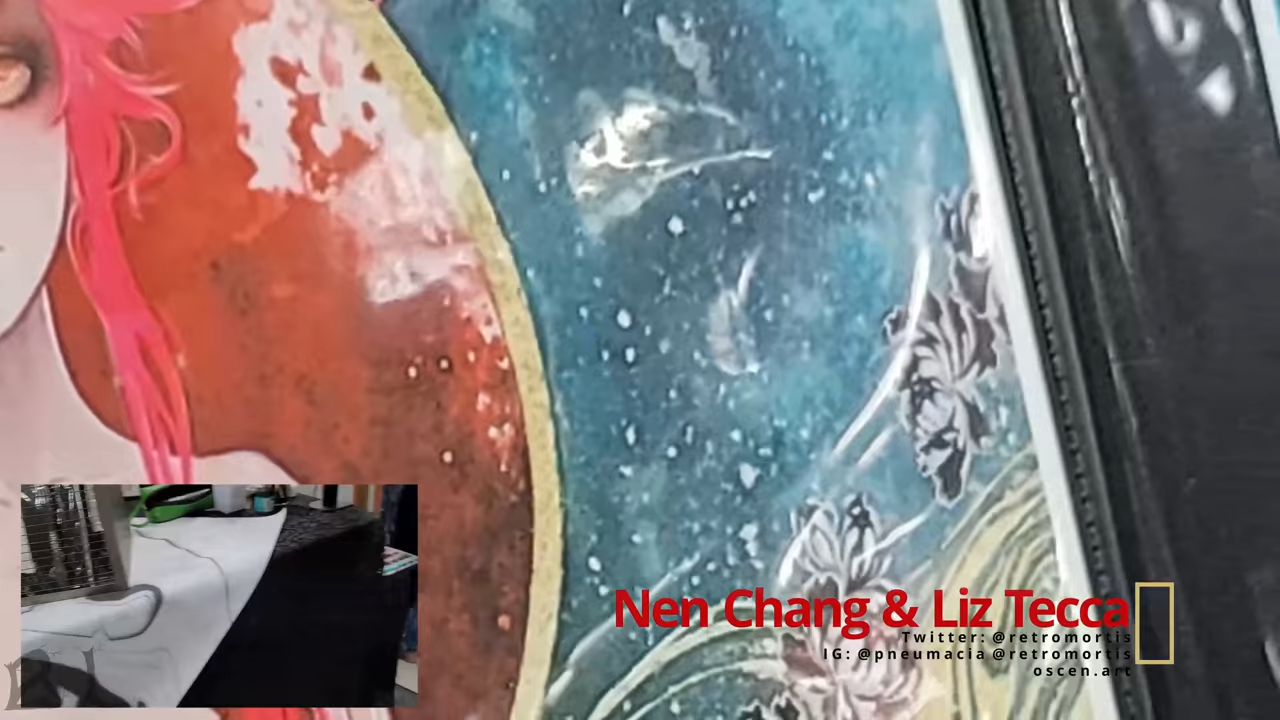 Nen Chang & Liz Tecca
Twitter: @retromortis
IG: @pneumacia @retromortis
oscen.art